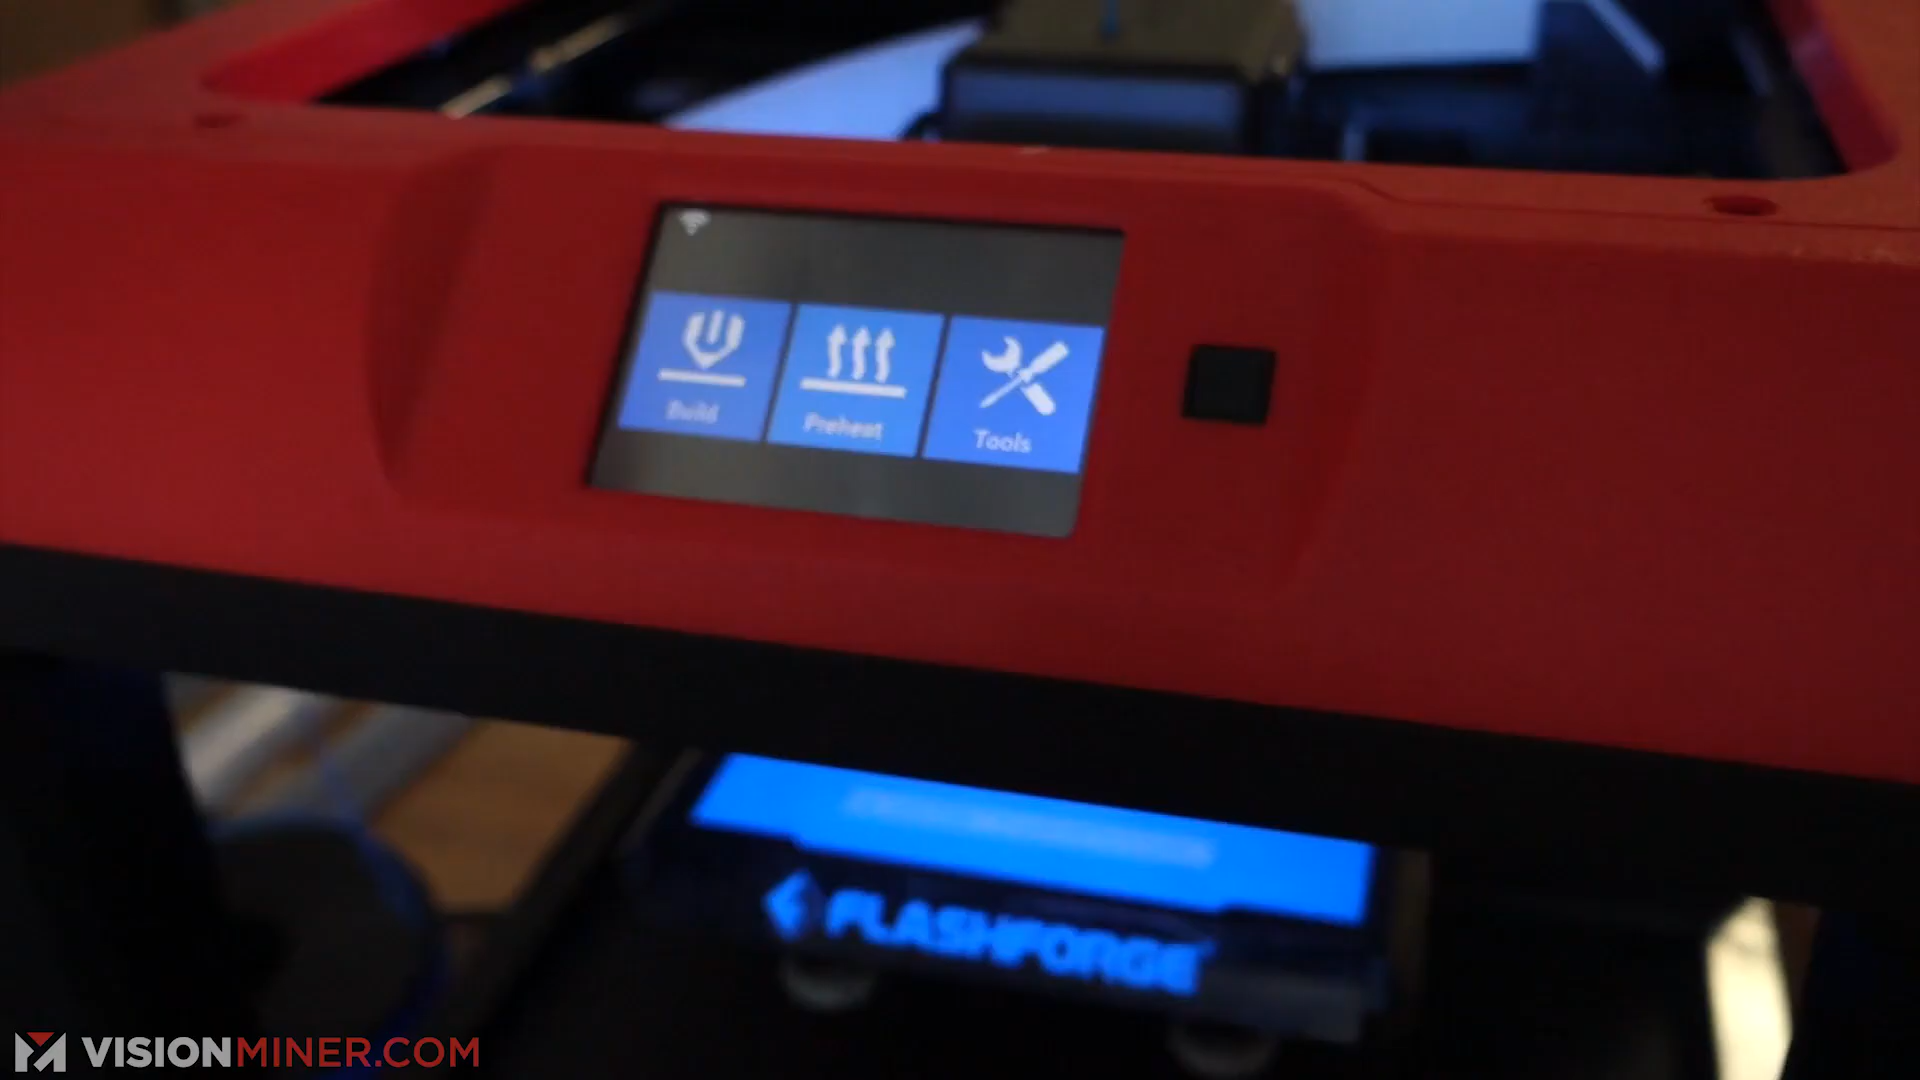 Build
Preheat
Tools
FLASHFORGE
VISIONMINER.COM